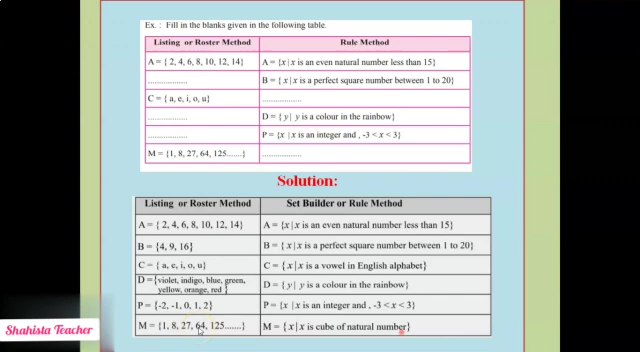 Ex. : Fill in the blanks given in the following table.
Listing or Roster Method Rule Method
A = { 2, 4, 6, 8, 10, 12, 14} A = {x | x is an even natural number less than 15}
................... B = { x | x is a perfect square number between 1 to 20}
C = { a, e, i, o, u} ...................
................... D = { y | y is a colour in the rainbow}
................... P = {x | x is an integer and , -3 < x < 3}
M = {1, 8, 27, 64, 125.......} ...................
Solution:
Listing or Roster Method Set Builder or Rule Method
A = { 2, 4, 6, 8, 10, 12, 14} A = {x | x is an even natural number less than 15}
B = {4, 9, 16} B = { x | x is a perfect square number between 1 to 20}
C = { a, e, i, o, u} C = { x | x is a vowel in English alphabet}
D = {violet, indigo, blue, green, D = { y | y is a colour in the rainbow}
yellow, orange, red }
P = {-2, -1, 0, 1, 2} P = {x | x is an integer and , -3 < x < 3}
M = {1, 8, 27, 64, 125.......} M = { x | x is cube of natural number}
Shahista Teacher